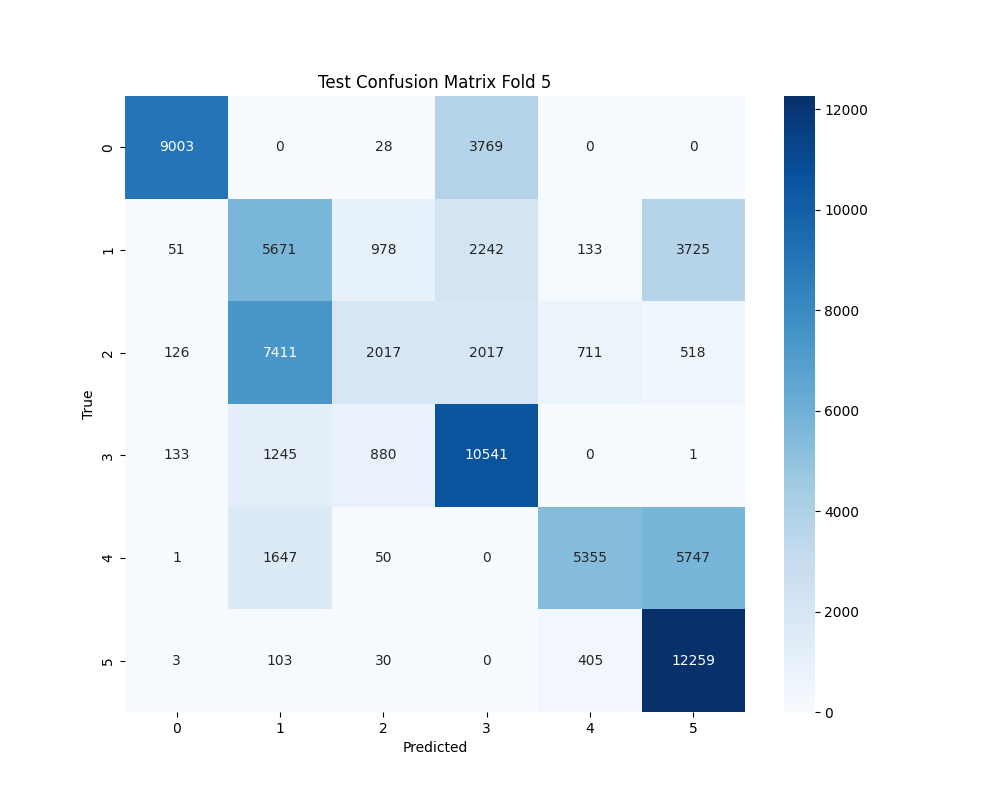 Test Confusion Matrix Fold 5
0 9003 0 28 3769 0 0
1 51 5671 978 2242 133 3725
2 126 7411 2017 2017 711 518
3 133 1245 880 10541 0 1
4 1 1647 50 0 5355 5747
5 3 103 30 0 405 12259
0 1 2 3 4 5
Predicted
True
12000
10000
8000
6000
4000
2000
0